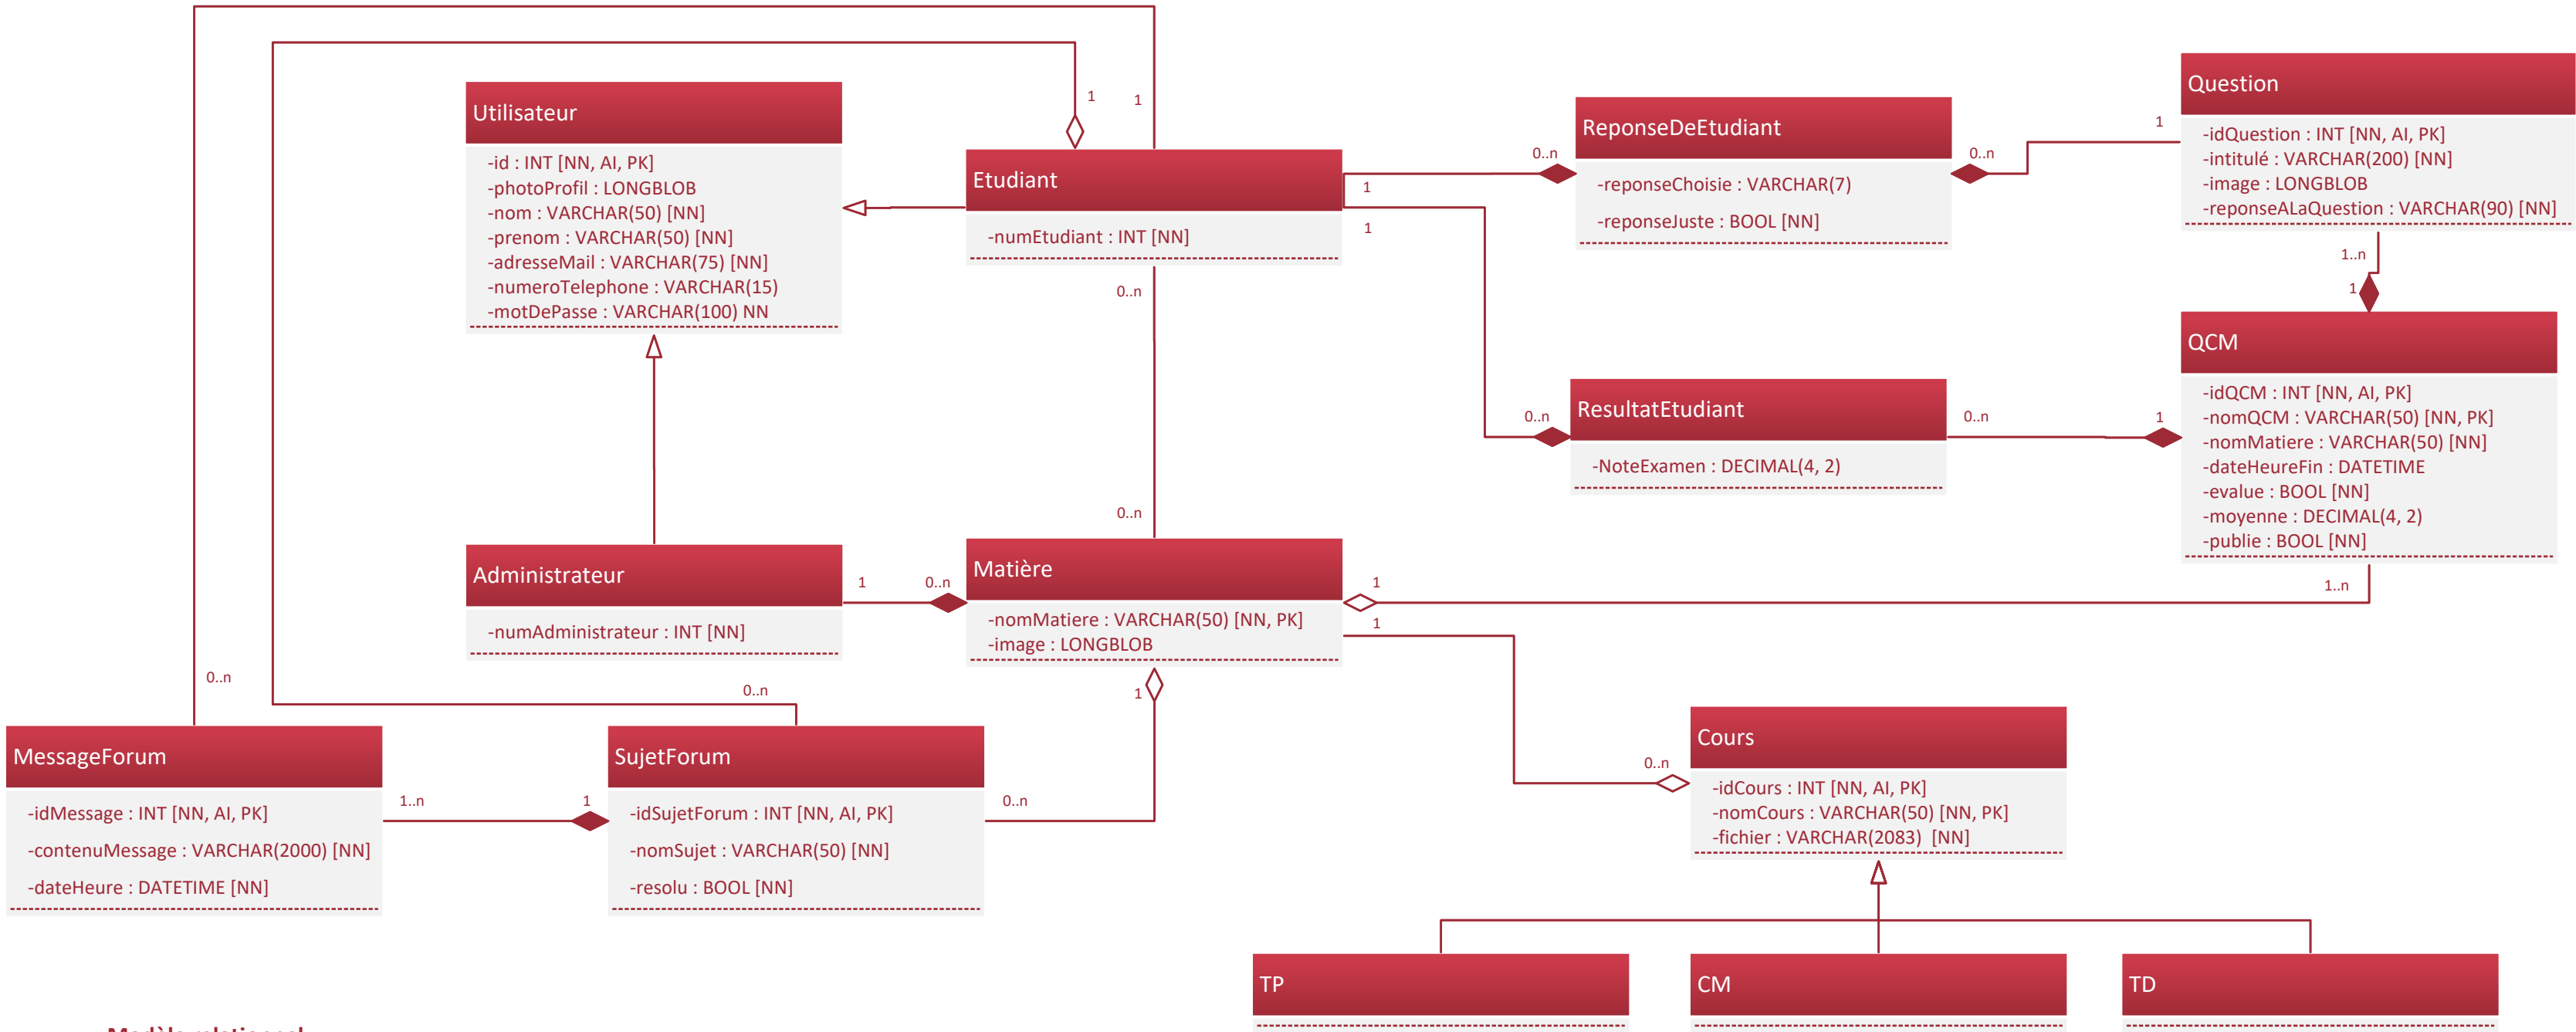 Utilisateur
-id : INT [NN, AI, PK]
-photoProfil : LONGBLOB
-nom : VARCHAR(50) [NN]
-prenom : VARCHAR(50) [NN]
-adresseMail : VARCHAR(75) [NN]
-numeroTelephone : VARCHAR(15)
-motDePasse : VARCHAR(100) NN
1
1
Etudiant
-numEtudiant : INT [NN]
1
1
0..n
0..n
0..n
ReponseDeEtudiant
-reponseChoisie : VARCHAR(7)
-reponseJuste : BOOL [NN]
0..n
1
Question
-idQuestion : INT [NN, AI, PK]
-intitulé : VARCHAR(200) [NN]
-image : LONGBLOB
-reponseALaQuestion : VARCHAR(90) [NN]
1..n
1
QCM
-idQCM : INT [NN, AI, PK]
-nomQCM : VARCHAR(50) [NN, PK]
-nomMatiere : VARCHAR(50) [NN]
-dateHeureFin : DATETIME
-evalue : BOOL [NN]
-moyenne : DECIMAL(4, 2)
-publie : BOOL [NN]
1..n
0..n
ResultatEtudiant
-NoteExamen : DECIMAL(4, 2)
0..n
1
Administrateur
-numAdministrateur : INT [NN]
1
0..n
Matière
-nomMatiere : VARCHAR(50) [NN, PK]
-image : LONGBLOB
1
1
1
0..n
0..n
MessageForum
-idMessage : INT [NN, AI, PK]
-contenuMessage : VARCHAR(2000) [NN]
-dateHeure : DATETIME [NN]
1..n
1
SujetForum
-idSujetForum : INT [NN, AI, PK]
-nomSujet : VARCHAR(50) [NN]
-resolu : BOOL [NN]
0..n
0..n
Cours
-idCours : INT [NN, AI, PK]
-nomCours : VARCHAR(50) [NN, PK]
-fichier : VARCHAR(2083) [NN]
TP
CM
TD
Modèle relationnel